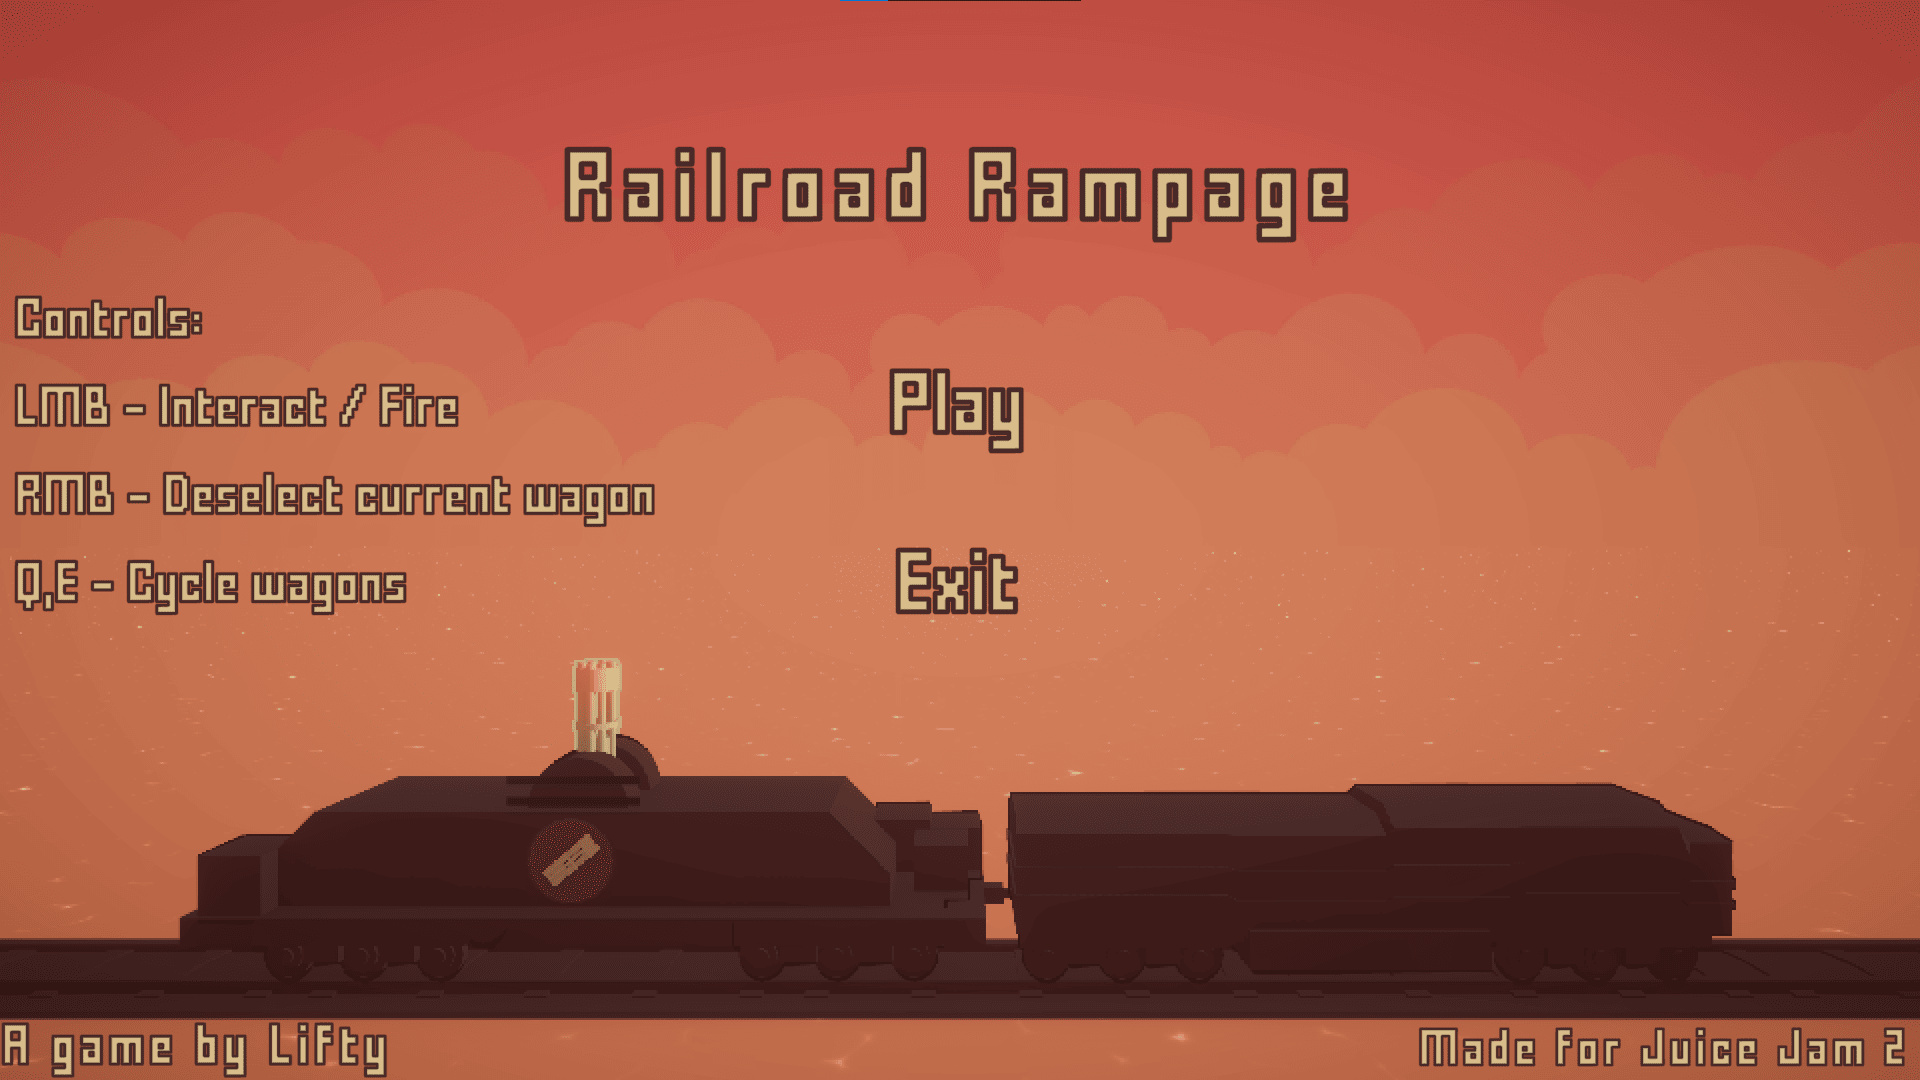 Railroad Rampage
Controls:
LMB - Interact / Fire
RMB - Deselect current wagon
Q,E - Cycle wagons
Play
Exit
A game by Lifty
Made for Juice Jam 2